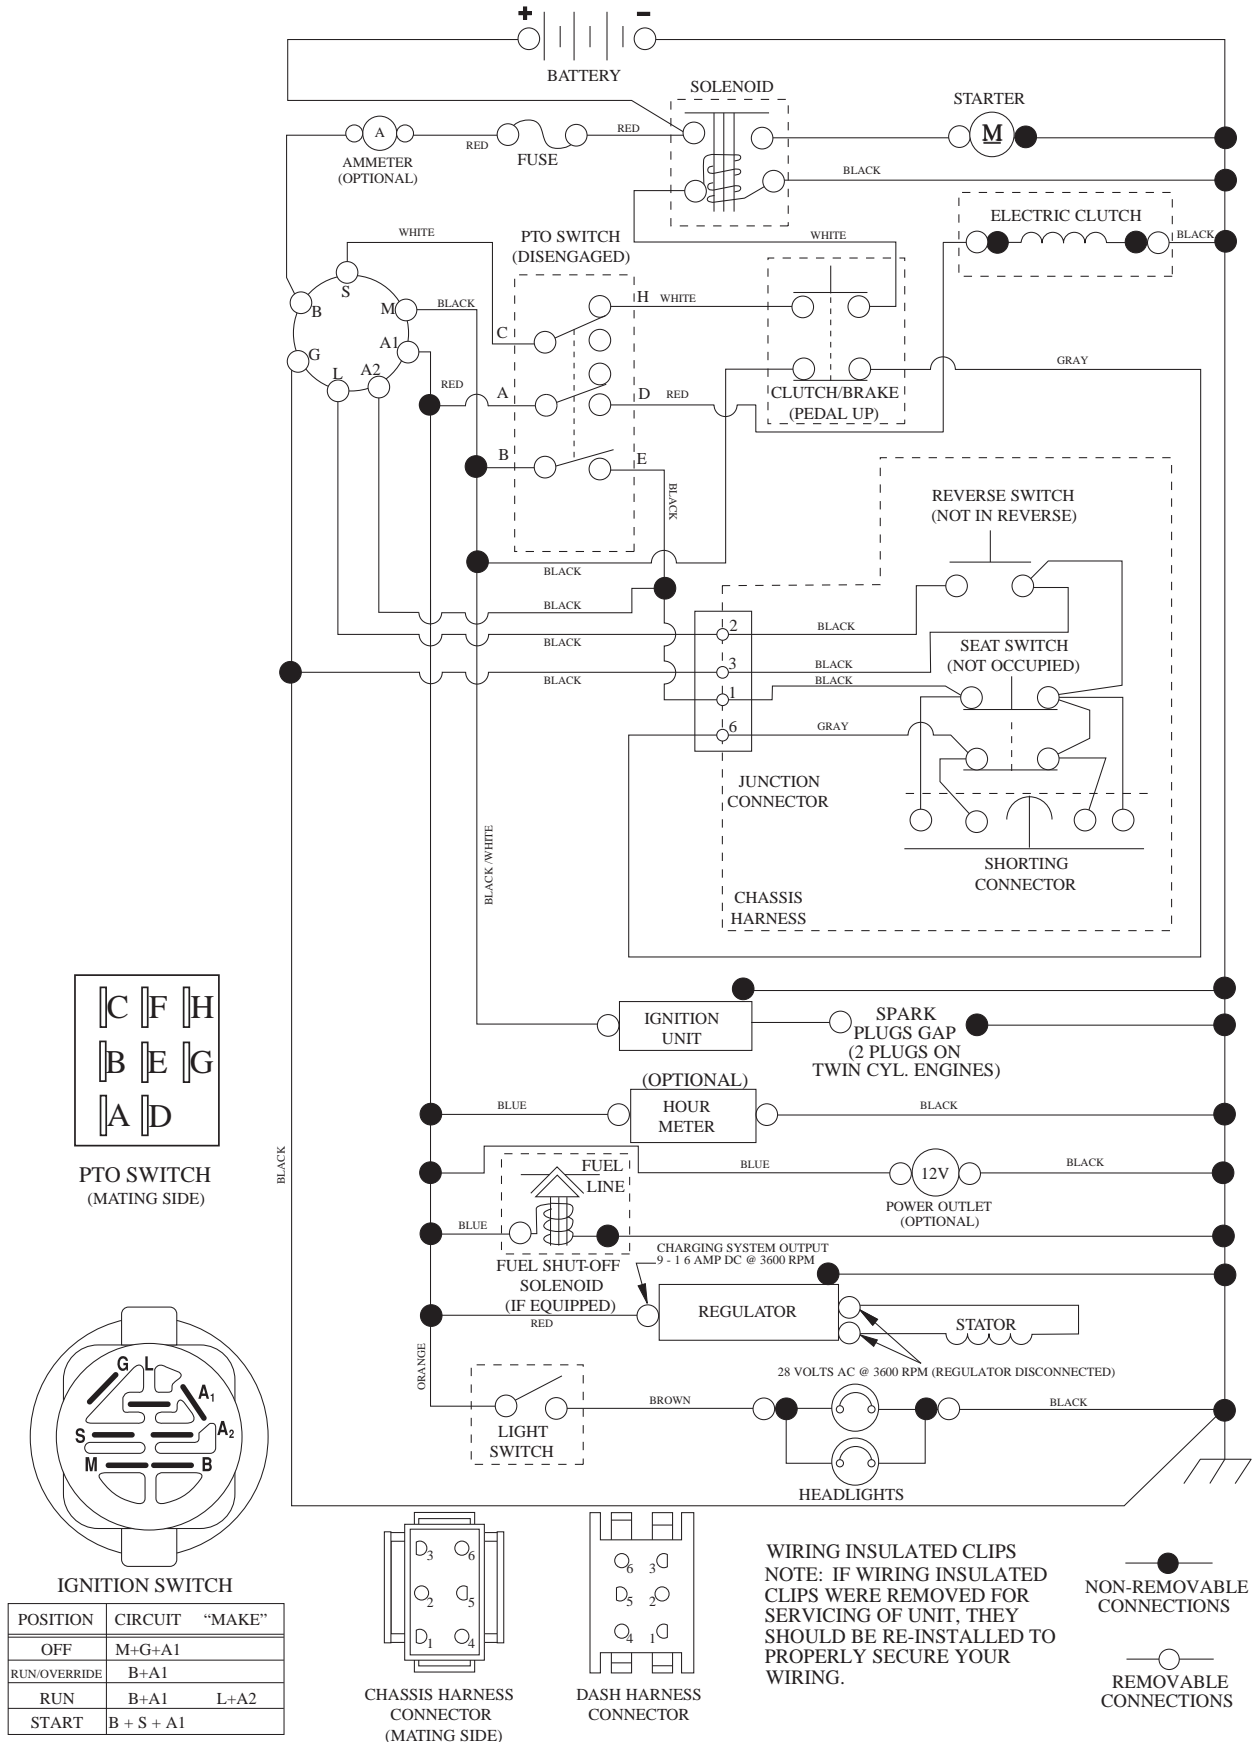 +
−
BATTERY
SOLENOID
STARTER
M
A
RED
FUSE
RED
AMMETER
(OPTIONAL)
BLACK
ELECTRIC CLUTCH
BLACK
WHITE
PTO SWITCH
(DISENGAGED)
WHITE
S
B
M
BLACK
H
WHITE
C
G
A1
L
A2
RED
A
D
RED
GRAY
CLUTCH/BRAKE
(PEDAL UP)
B
E
BLACK
REVERSE SWITCH
(NOT IN REVERSE)
BLACK
BLACK
BLACK
2
BLACK
SEAT SWITCH
(NOT OCCUPIED)
3
BLACK
BLACK
BLACK
1
6
GRAY
JUNCTION
CONNECTOR
BLACK /WHITE
SHORTING
CONNECTOR
CHASSIS
HARNESS
C F H
B E G
A D
PTO SWITCH
(MATING SIDE)
IGNITION
UNIT
SPARK
PLUGS GAP
(2 PLUGS ON
TWIN CYL. ENGINES)
(OPTIONAL)
BLUE
HOUR
METER
BLACK
BLACK
FUEL
LINE
BLUE
12V
BLACK
POWER OUTLET
(OPTIONAL)
BLUE
CHARGING SYSTEM OUTPUT
9 - 1 6 AMP DC @ 3600 RPM
FUEL SHUT-OFF
SOLENOID
(IF EQUIPPED)
RED
REGULATOR
STATOR
28 VOLTS AC @ 3600 RPM (REGULATOR DISCONNECTED)
ORANGE
BROWN
BLACK
LIGHT
SWITCH
HEADLIGHTS
G L
A1
S
A2
M
B
IGNITION SWITCH
POSITION CIRCUIT “MAKE”
OFF M+G+A1
RUN/OVERRIDE B+A1
RUN B+A1 L+A2
START B + S + A1
3 6
2 5
1 4
CHASSIS HARNESS
CONNECTOR
(MATING SIDE)
6 3
5 2
4 1
DASH HARNESS
CONNECTOR
WIRING INSULATED CLIPS
NOTE: IF WIRING INSULATED
CLIPS WERE REMOVED FOR
SERVICING OF UNIT, THEY
SHOULD BE RE-INSTALLED TO
PROPERLY SECURE YOUR
WIRING.
NON-REMOVABLE
CONNECTIONS
REMOVABLE
CONNECTIONS